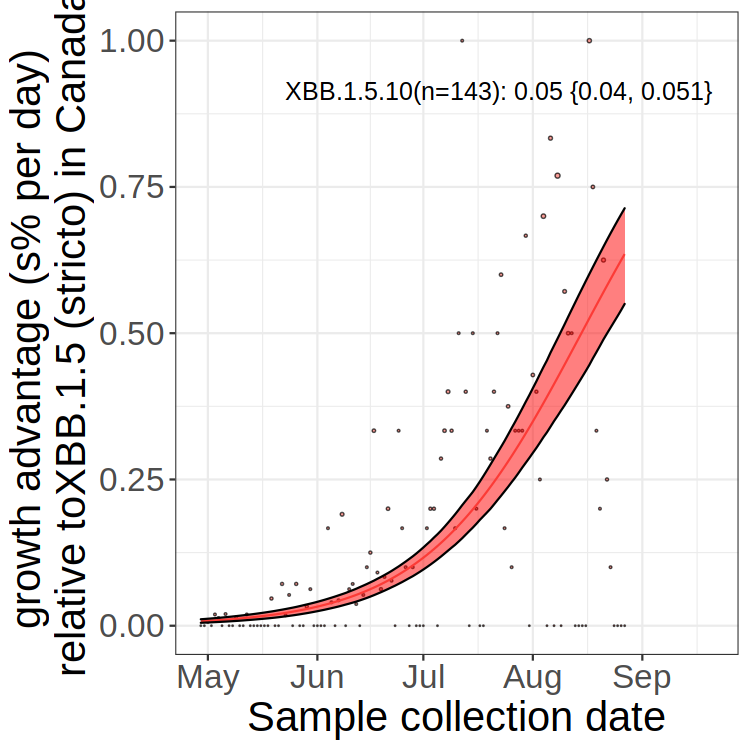 growth advantage (s% per day)
relative toXBB.1.5 (stricto) in Canada
1.00
0.75
0.50
0.25
0.00
XBB.1.5.10(n=143): 0.05 {0.04, 0.051}
May Jun Jul Aug Sep
Sample collection date